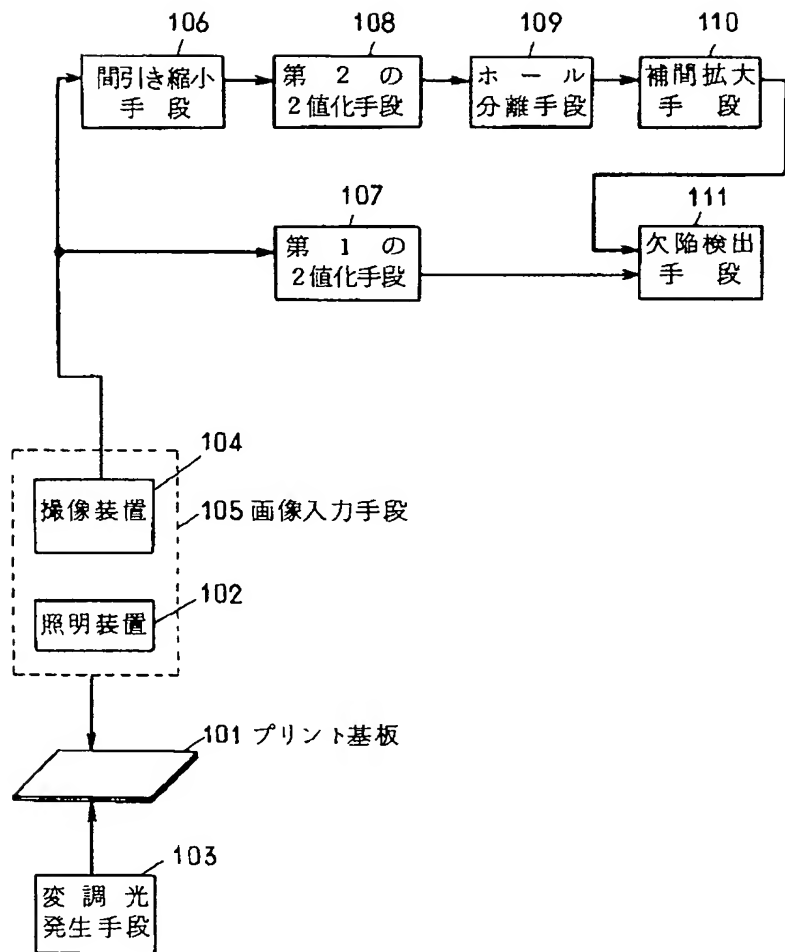 106
間引き縮小
手段
108
第2の
2値化手段
109
ホール
分離手段
110
補間拡大
手段
107
第1の
2値化手段
111
欠陥検出
手段
104
撮像装置
105 画像入力手段
102
照明装置
101 プリント基板
103
変調光
発生手段